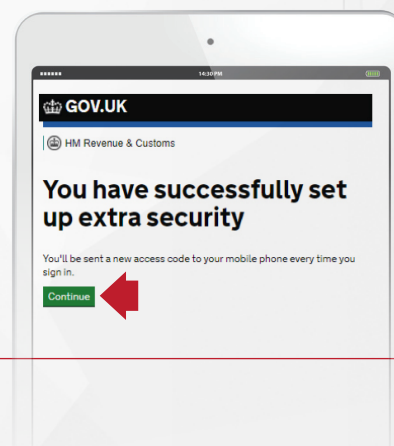 14:30 PM
GOV.UK
HM Revenue & Customs
You have successfully set
up extra security
You'll be sent a new access code to your mobile phone every time you
sign in.
Continue